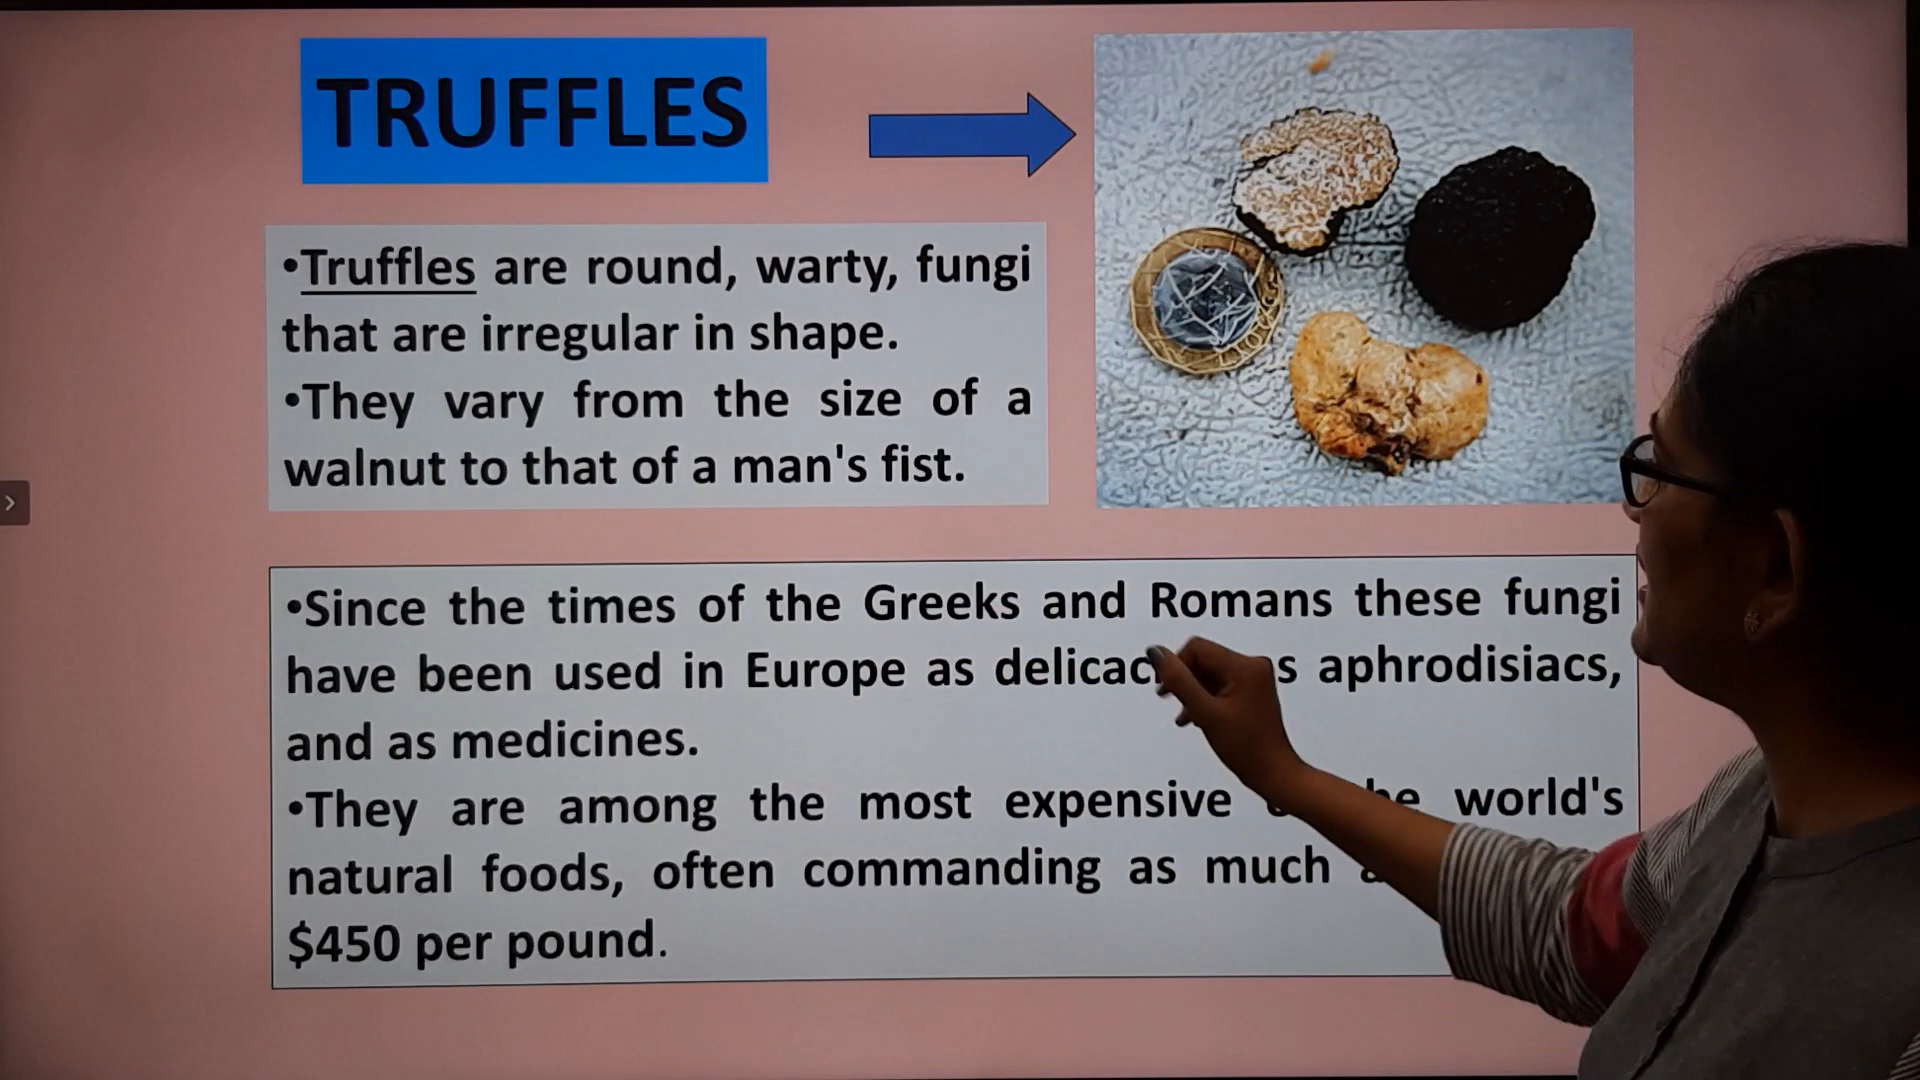 TRUFFLES
•Truffles are round, warty, fungi
that are irregular in shape.
•They vary from the size of a
walnut to that of a man's fist.
•Since the times of the Greeks and Romans these fungi
have been used in Europe as aphrodisiacs,
and as medicines.
•They are among the most expensive world's
natural foods, often commanding as much
$450 per pound.